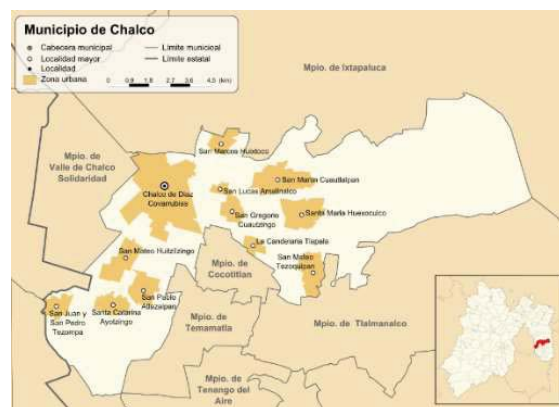 Municipio de Chalco
Cabecera municipal
Localidad mayor
Localidad
Zona urbana
Límite municipal
Límite estatal
0 0.9 1.8 2.7 3.6 4.5 (km)
Mpio. de Ixtapaluca
Mpio. de
Valle de Chalco
Solidaridad
San Marcos Huixtoco
Chalco de Díaz
Covarrubias
San Martín Cuautlalpan
San Lucas Amalinalco
San Gregorio
Cuautzingo
Santa María Huexoculco
La Candelaria Tlapala
San Mateo Huitzilzingo
San Mateo
Tezoquipan
Mpio. de
Cocotitlán
San Pablo
Atlazalpan
Santa Catarina
Ayotzingo
San Juan y
San Pedro
Tezompa
Mpio. de
Temamatla
Mpio. de Tlalmanalco
Mpio. de
Tenango del
Aire